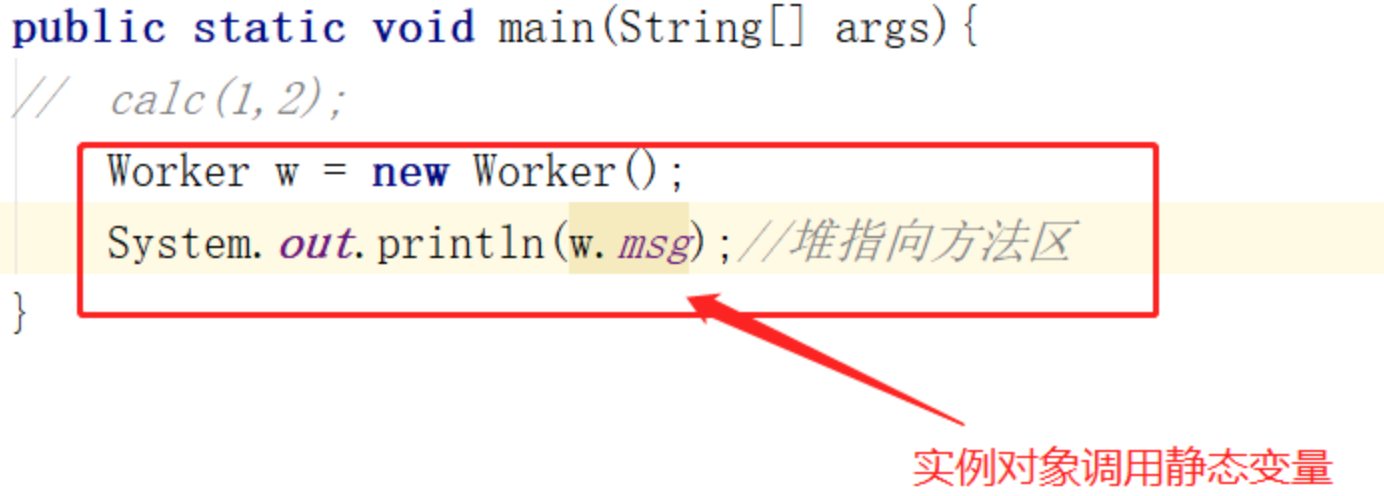 public static void main(String[] args){
//  calc(1,2);
Worker w = new Worker();
System.out.println(w.msg);//堆指向方法区
}
实例对象调用静态变量